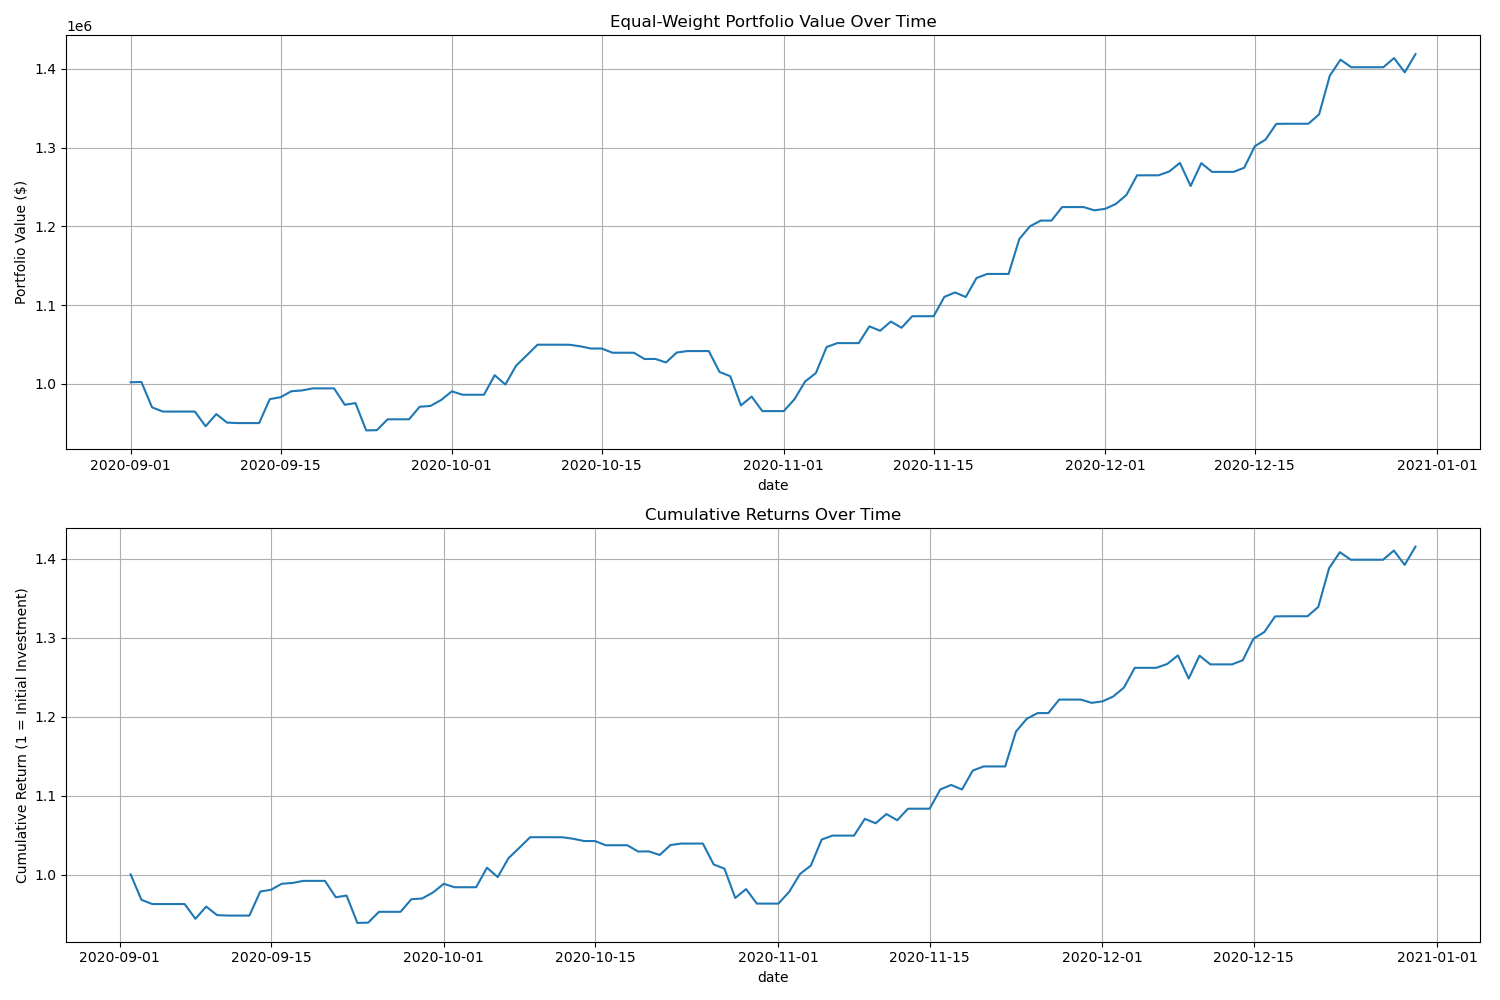 Equal-Weight Portfolio Value Over Time
1e6
1.4
1.3
1.2
1.1
1.0
Portfolio Value ($)
2020-09-01 2020-09-15 2020-10-01 2020-10-15 2020-11-01 2020-11-15 2020-12-01 2020-12-15 2021-01-01
date
Cumulative Returns Over Time
1.4
1.3
1.2
1.1
1.0
Cumulative Return (1 = Initial Investment)
2020-09-01 2020-09-15 2020-10-01 2020-10-15 2020-11-01 2020-11-15 2020-12-01 2020-12-15 2021-01-01
date